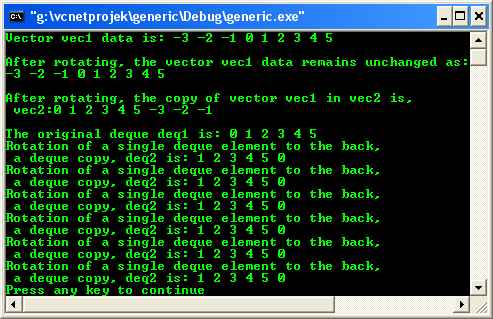 "g:\vcnetprojek\generic\Debug\generic.exe"
Vector vec1 data is: -3 -2 -1 0 1 2 3 4 5
After rotating, the vector vec1 data remains unchanged as:
-3 -2 -1 0 1 2 3 4 5
After rotating, the copy of vector vec1 in vec2 is,
vec2:0 1 2 3 4 5 -3 -2 -1
The original deque deq1 is: 0 1 2 3 4 5
Rotation of a single deque element to the back,
a deque copy, deq2 is: 1 2 3 4 5 0
Rotation of a single deque element to the back,
a deque copy, deq2 is: 1 2 3 4 5 0
Rotation of a single deque element to the back,
a deque copy, deq2 is: 1 2 3 4 5 0
Rotation of a single deque element to the back,
a deque copy, deq2 is: 1 2 3 4 5 0
Rotation of a single deque element to the back,
a deque copy, deq2 is: 1 2 3 4 5 0
Rotation of a single deque element to the back,
a deque copy, deq2 is: 1 2 3 4 5 0
Press any key to continue